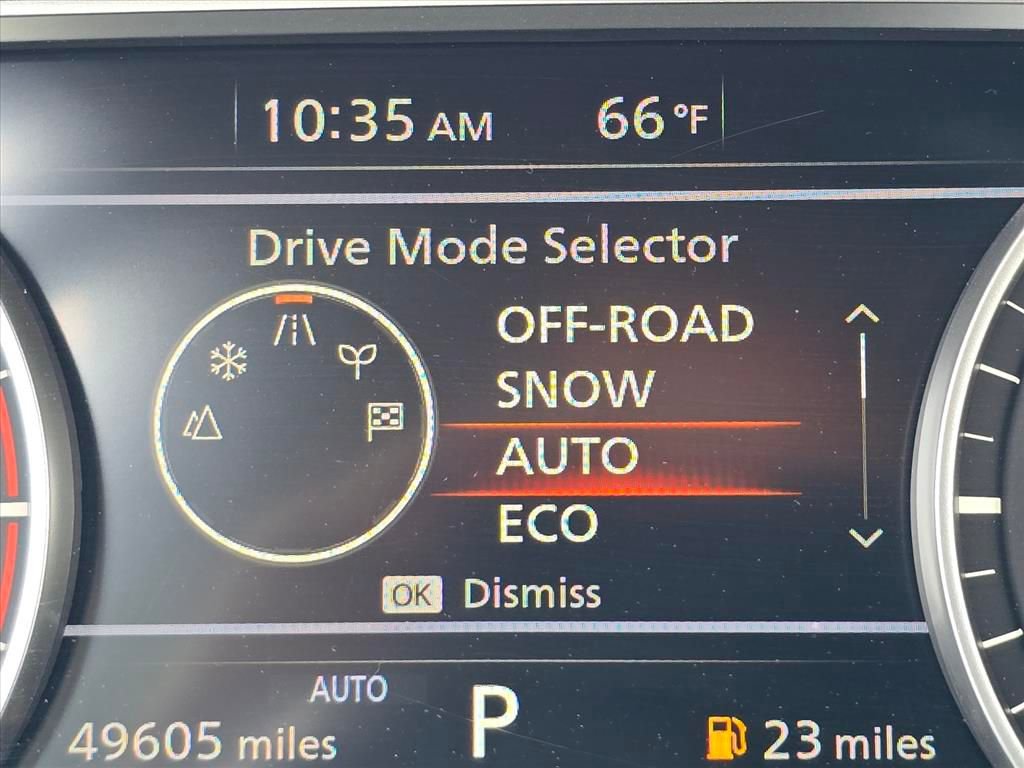 10:35 AM 66 °F
Drive Mode Selector
OFF-ROAD
SNOW
AUTO
ECO
OK Dismiss
AUTO
49605 miles P 23 miles